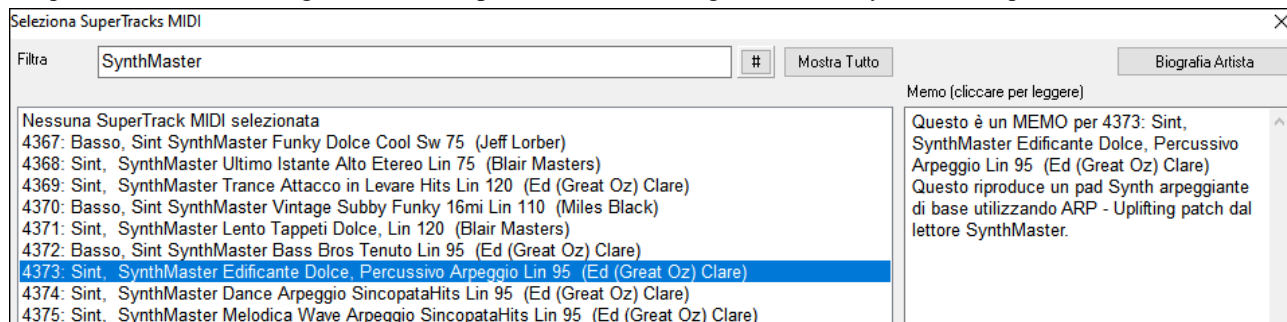 Seleziona SuperTracks MIDI
Filtra SynthMaster # Mostra Tutto Biografia Artista
Memo (cliccare per leggere)
Nessuna SuperTrack MIDI selezionata
4367: Basso, Sint SynthMaster Funky Dolce Cool Sw 75 (Jeff Lorber)
4368: Sint, SynthMaster Ultimo Istante Alto Etereo Lin 75 (Blair Masters)
4369: Sint, SynthMaster Trance Attacco in Levare Hits Lin 120 (Ed (Great Oz) Clare)
4370: Basso, Sint SynthMaster Vintage Subby Funky 16mi Lin 110 (Miles Black)
4371: Sint, SynthMaster Lento Tappeti Dolce, Lin 120 (Blair Masters)
4372: Basso, Sint SynthMaster Bass Bros Tenuto Lin 95 (Ed (Great Oz) Clare)
4373: Sint, SynthMaster Edificante Dolce, Percussivo Arpeggio Lin 95 (Ed (Great Oz) Clare)
4374: Sint, SynthMaster Dance Arpeggio SincopataHits Lin 95 (Ed (Great Oz) Clare)
4375: Sint, SynthMaster Melodica Wave Arpeggio SincopataHits Lin 95 (Ed (Great Oz) Clare)
Questo è un MEMO per 4373: Sint,
SynthMaster Edificante Dolce, Percussivo
Arpeggio Lin 95 (Ed (Great Oz) Clare)
Questo riproduce un pad Synth arpeggiante
di base utilizzando ARP - Uplifting patch dal
lettore SynthMaster.